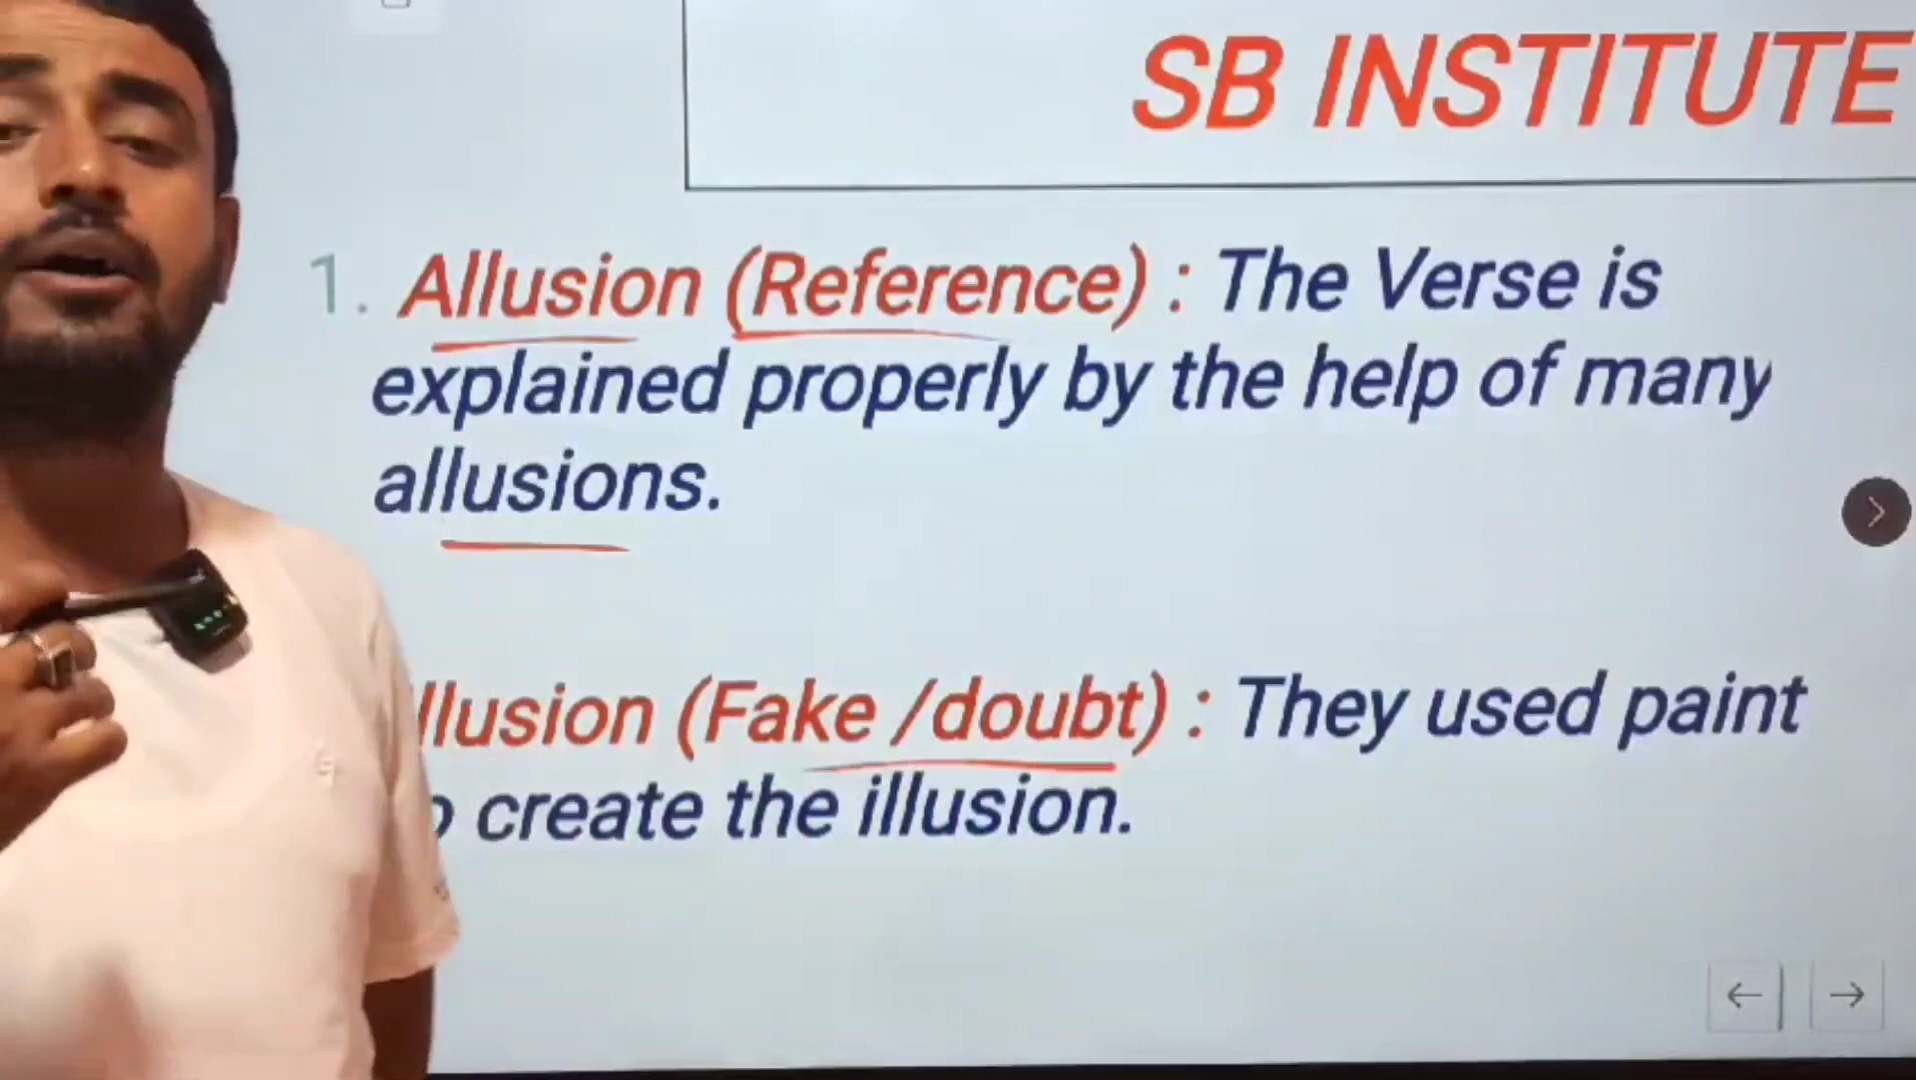 SB INSTITUTE
1. Allusion (Reference) : The Verse is
explained properly by the help of many
allusions.
(Fake /doubt) : They used paint
create the illusion.